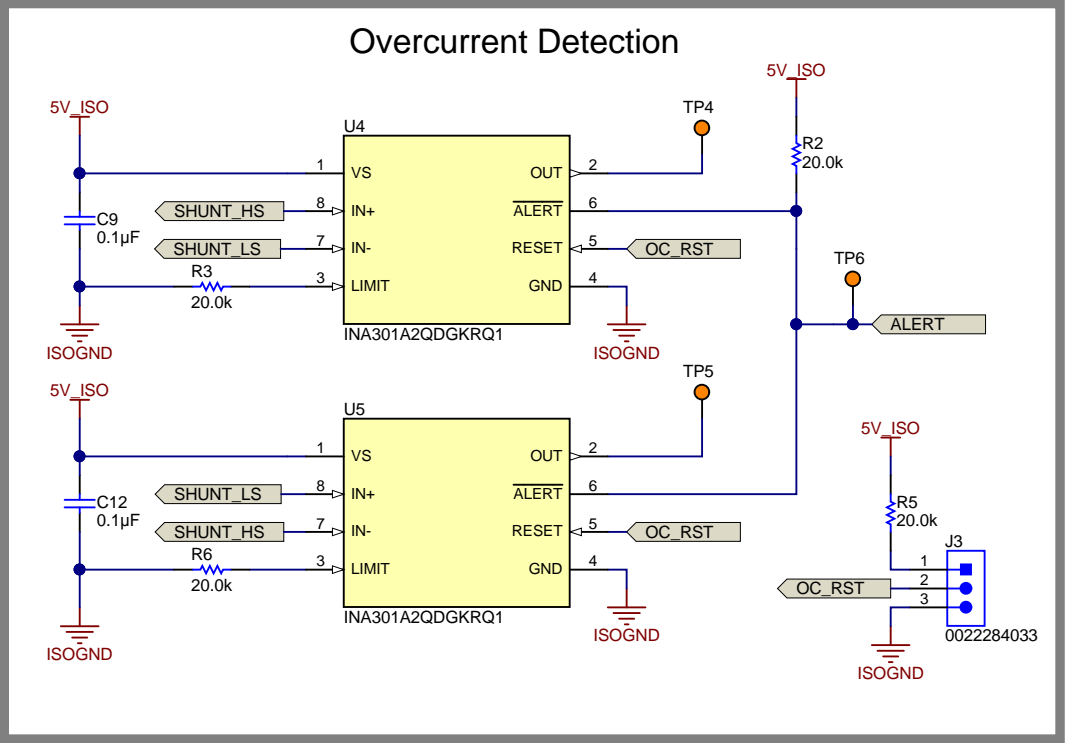 Overcurrent Detection
5V_ISO
C9
0.1µF
ISOGND
SHUNT_HS
SHUNT_LS
R3
20.0k
U4
1 VS
8 IN+
7 IN-
3 LIMIT
OUT 2
ALERT 6
RESET 5
GND 4
INA301A2QDGKRQ1
TP4
OC_RST
ISOGND
5V_ISO
R2
20.0k
TP6
ALERT
5V_ISO
C12
0.1µF
ISOGND
SHUNT_LS
SHUNT_HS
R6
20.0k
U5
1 VS
8 IN+
7 IN-
3 LIMIT
OUT 2
ALERT 6
RESET 5
GND 4
INA301A2QDGKRQ1
TP5
OC_RST
ISOGND
5V_ISO
R5
20.0k
J3
1
2
3
OC_RST
0022284033
ISOGND